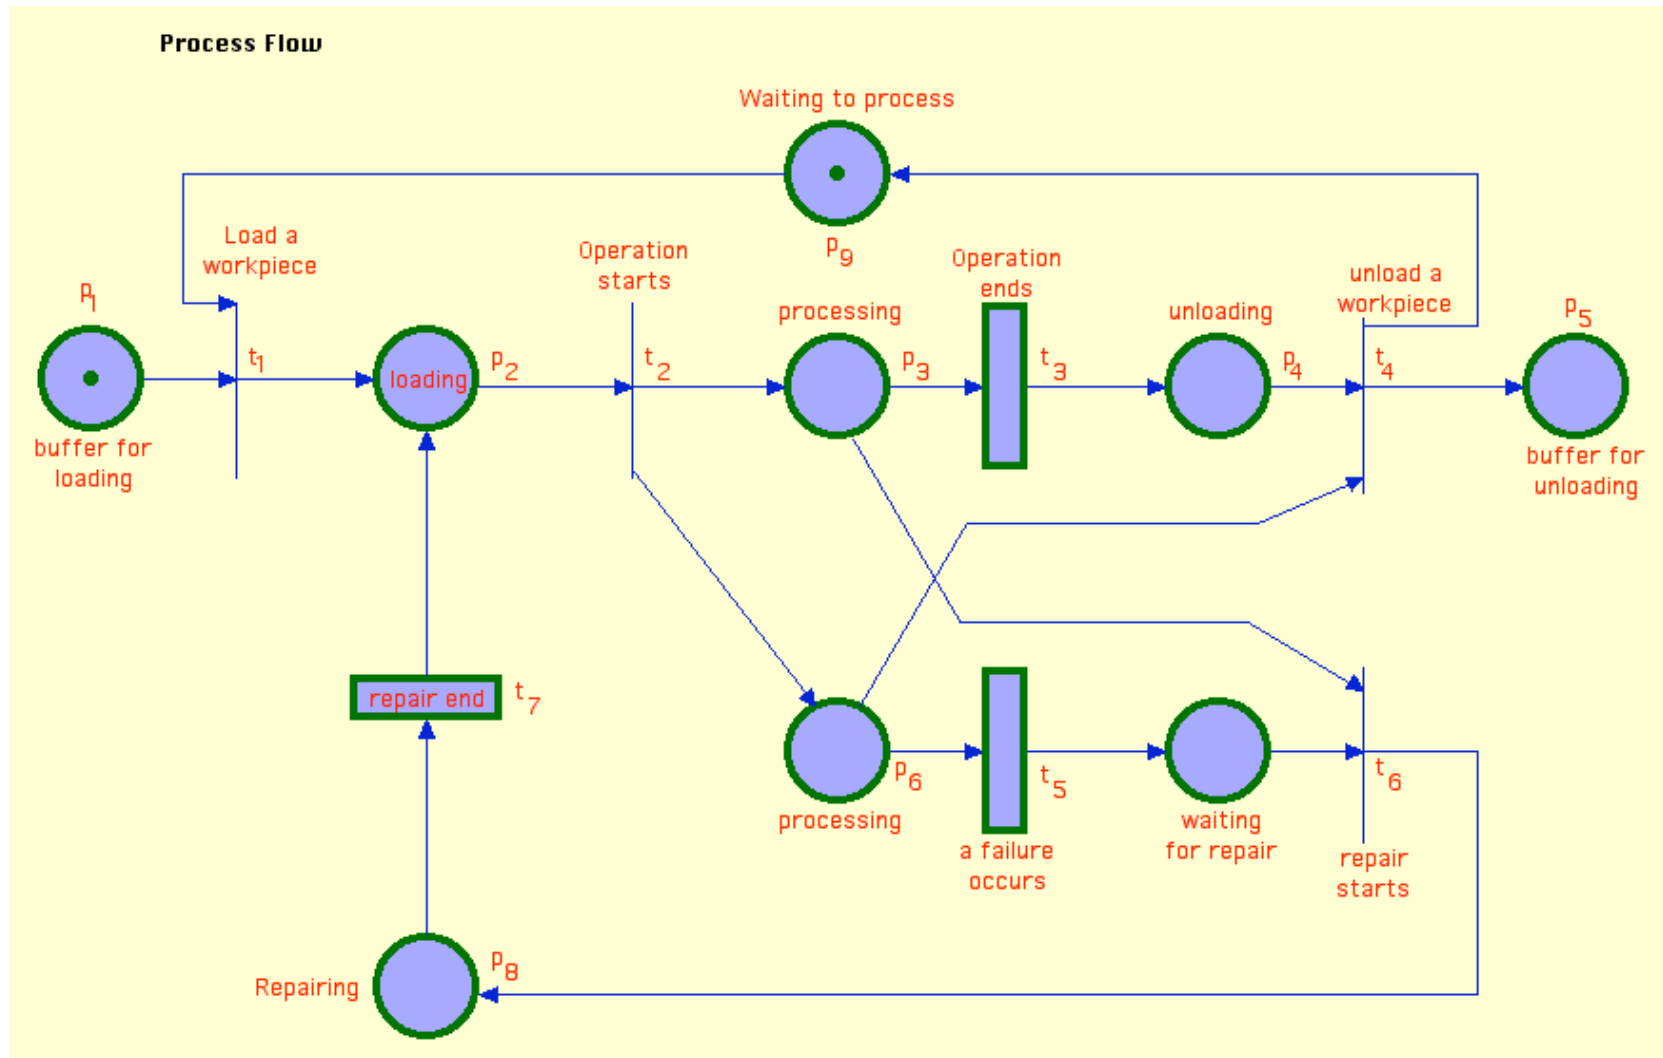 Process Flow
Waiting to process
p9
Load a
workpiece
Operation
starts
Operation
ends
unload a
workpiece
p1
processing
unloading
p5
t1
loading
p2
t2
p3
t3
p4
t4
buffer for
loading
buffer for
unloading
repair end
t7
p6
t5
t6
processing
a failure
occurs
waiting
for repair
repair
starts
Repairing
p8